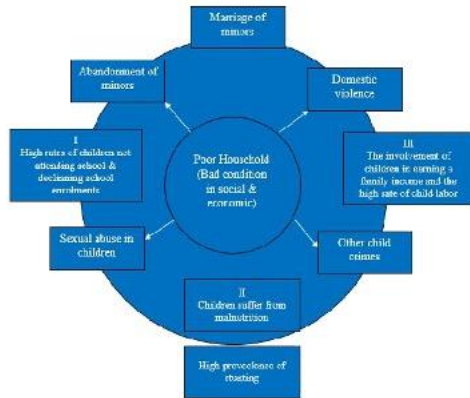 Marriage of
minors
Abandonment of
minors
Domestic
violence
I
High rates of children not
attending school &
declining school
enrolments
Poor Household
(Bad condition
in social &
economic)
III
The involvement of
children in earning a
family income and the
high rate of child labor
Sexual abuse in
children
Other child
crimes
II
Children suffer from
malnutrition
High prevelence of
stunting